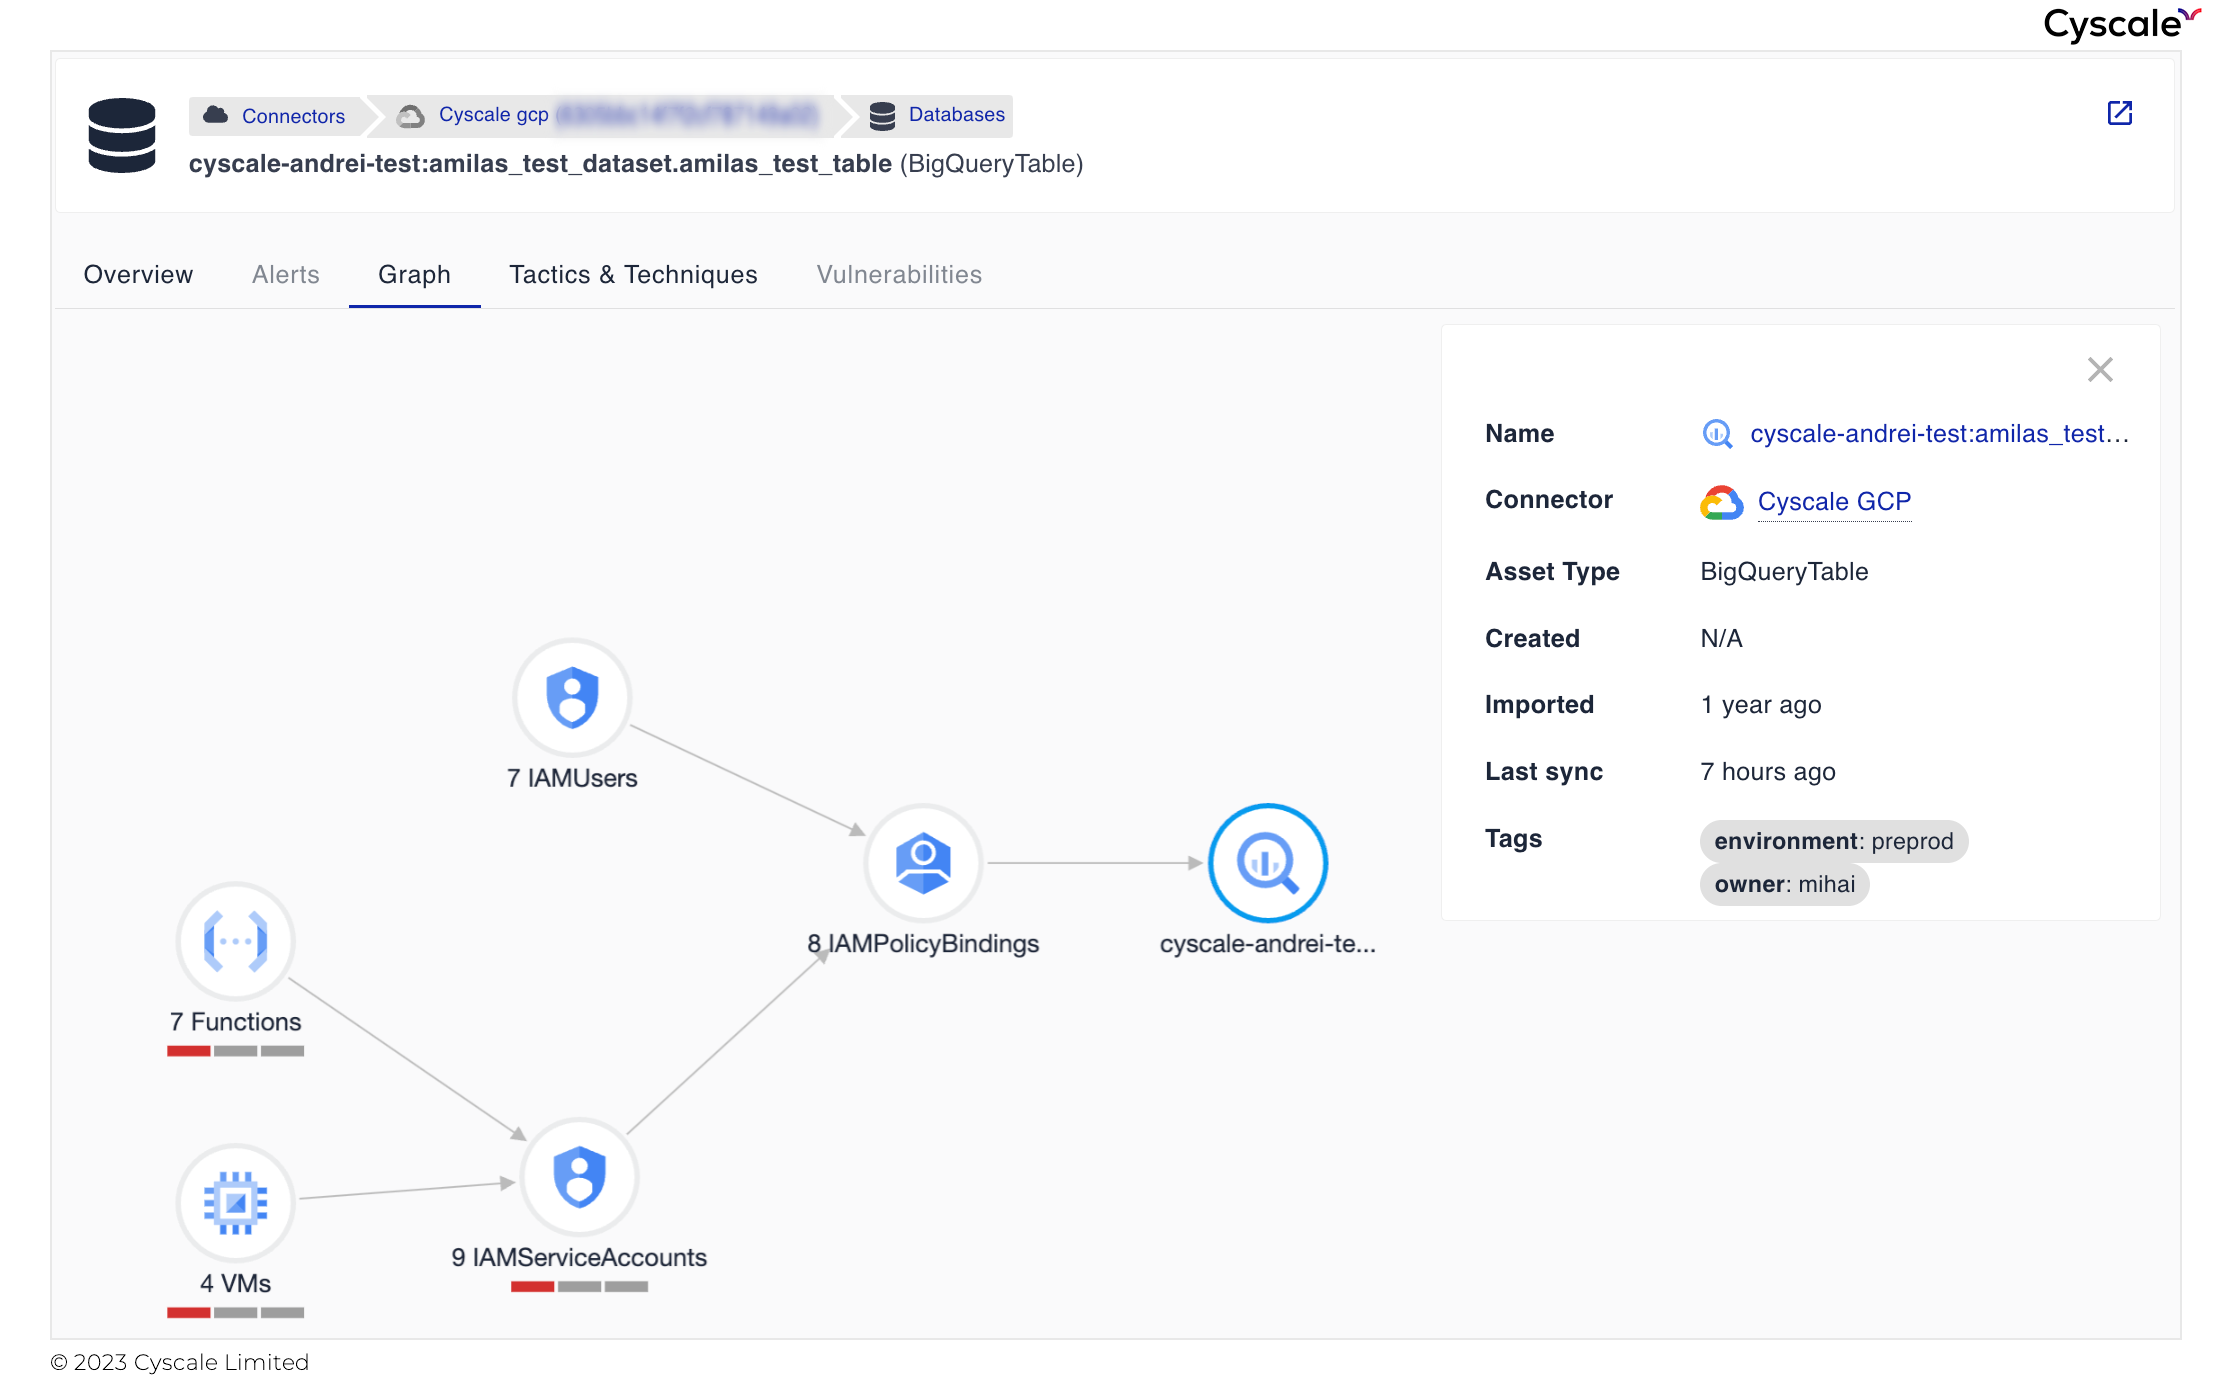 Cyscale
Connectors
Cyscale gcp
Databases
cyscale-andrei-test:amilas_test_dataset.amilas_test_table (BigQueryTable)
Overview
Alerts
Graph
Tactics & Techniques
Vulnerabilities
Name cyscale-andrei-test:amilas_test...
Connector Cyscale GCP
Asset Type BigQueryTable
Created N/A
Imported 1 year ago
Last sync 7 hours ago
Tags environment: preprod
owner: mihai
7 IAMUsers
8 IAMPolicyBindings
cyscale-andrei-te...
7 Functions
9 IAMServiceAccounts
4 VMs
© 2023 Cyscale Limited